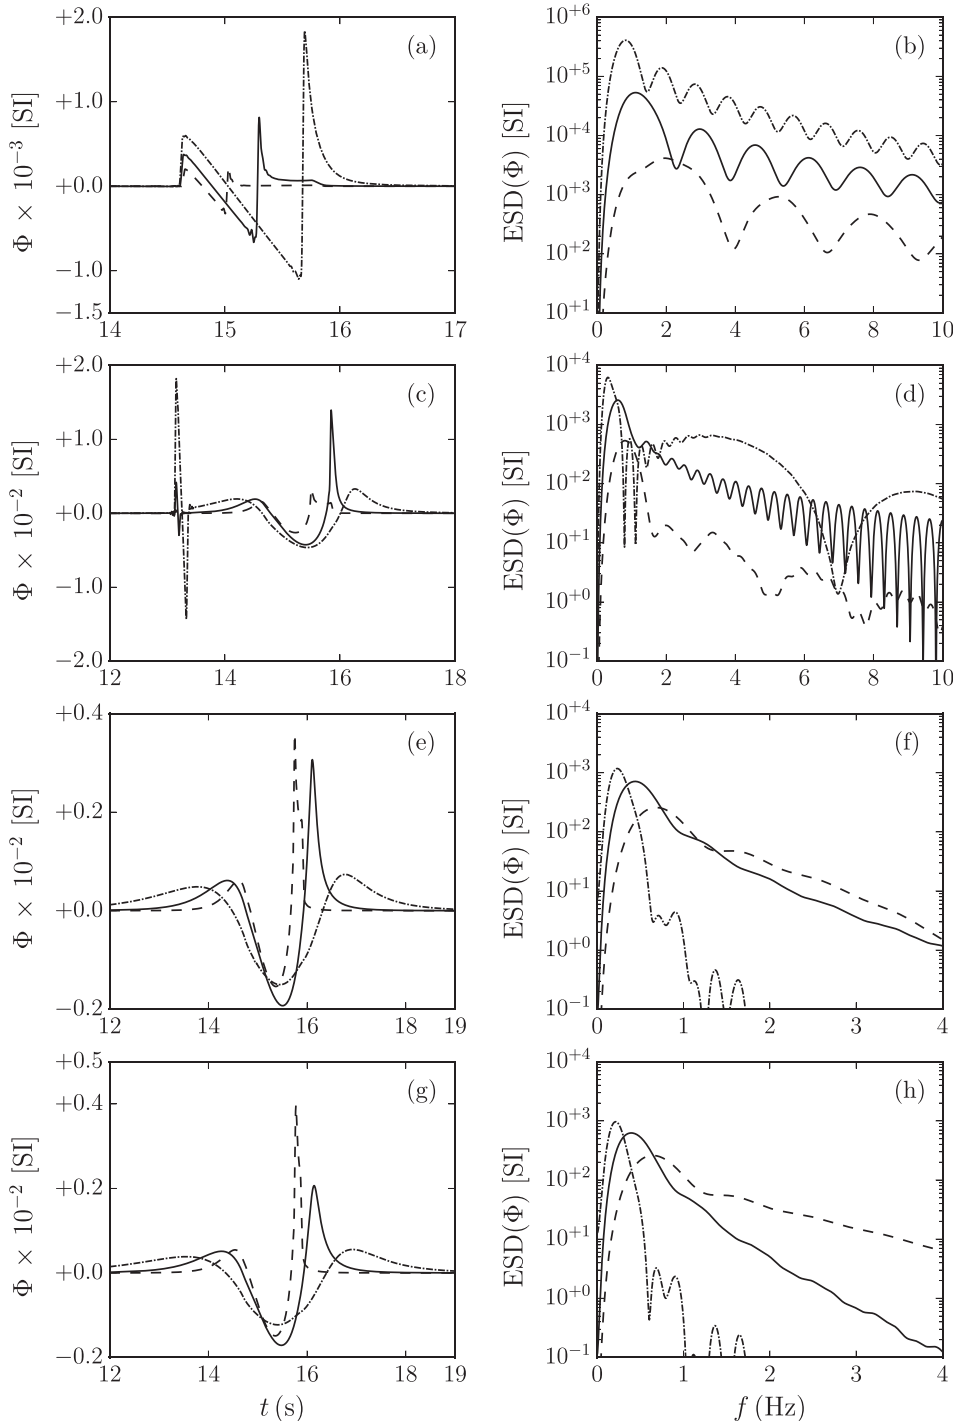 +2.0
+1.0
+0.0
−1.0
−1.5
Φ × 10⁻³ [SI]
(a)
14 15 16 17
10⁺⁶
10⁺⁵
10⁺⁴
10⁺³
10⁺²
10⁺¹
ESD(Φ) [SI]
(b)
0 2 4 6 8 10
+2.0
+1.0
+0.0
−1.0
−2.0
Φ × 10⁻² [SI]
(c)
12 14 16 18
10⁺⁴
10⁺³
10⁺²
10⁺¹
10⁺⁰
10⁻¹
ESD(Φ) [SI]
(d)
0 2 4 6 8 10
+0.4
+0.2
+0.0
−0.2
Φ × 10⁻² [SI]
(e)
12 14 16 18 19
10⁺⁴
10⁺³
10⁺²
10⁺¹
10⁺⁰
10⁻¹
ESD(Φ) [SI]
(f)
0 1 2 3 4
+0.5
+0.4
+0.2
+0.0
−0.2
Φ × 10⁻² [SI]
(g)
12 14 16 18 19
t (s)
10⁺⁴
10⁺³
10⁺²
10⁺¹
10⁺⁰
10⁻¹
ESD(Φ) [SI]
(h)
0 1 2 3 4
f (Hz)